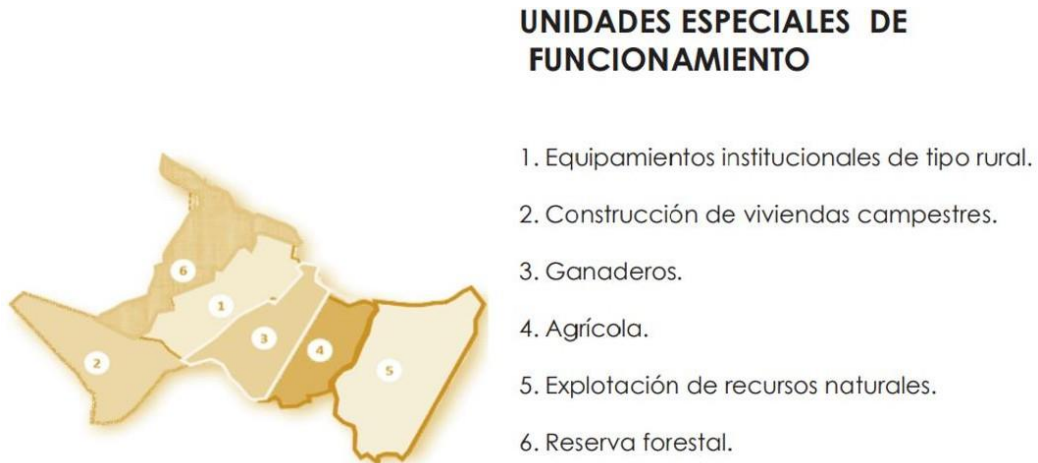 UNIDADES ESPECIALES DE
FUNCIONAMIENTO
1. Equipamientos institucionales de tipo rural.
2. Construcción de viviendas campestres.
3. Ganaderos.
4. Agrícola.
5. Explotación de recursos naturales.
6. Reserva forestal.
6
1
3
4
2
5